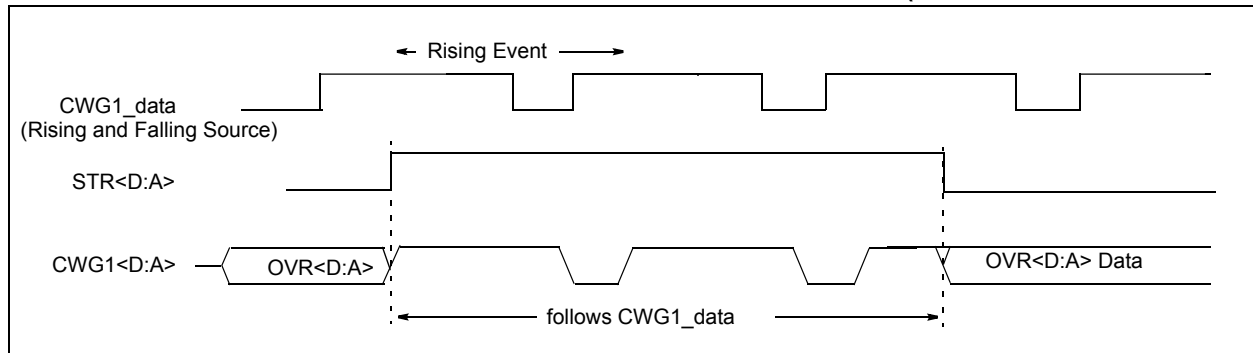 Rising Event
CWG1_data
(Rising and Falling Source)
STR<D:A>
CWG1<D:A>
OVR<D:A>
OVR<D:A> Data
follows CWG1_data